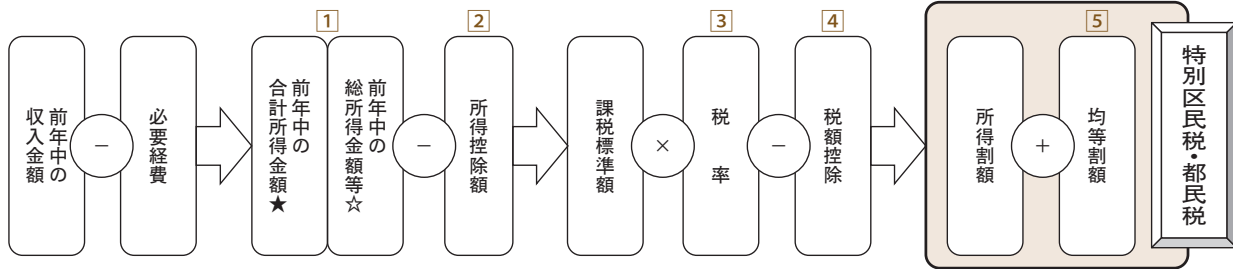 前年中の
収入金額
−
必要経費
1
前年中の
合計所得金額★
前年中の
総所得金額等☆
−
2
所得控除額
課税標準額
×
3
税率
−
4
税額控除
所得割額
+
5
均等割額
特別区民税・都民税